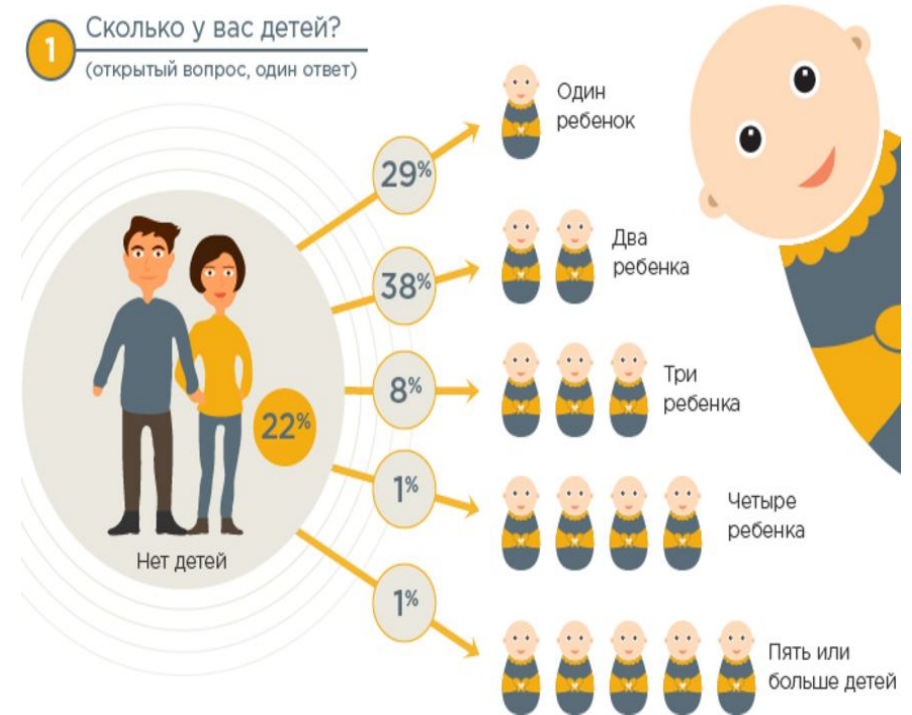 1
Сколько у вас детей?
(открытый вопрос, один ответ)
29%
Один
ребенок
38%
Два
ребенка
8%
Три
ребенка
22%
Нет детей
1%
Четыре
ребенка
1%
Пять или
больше детей